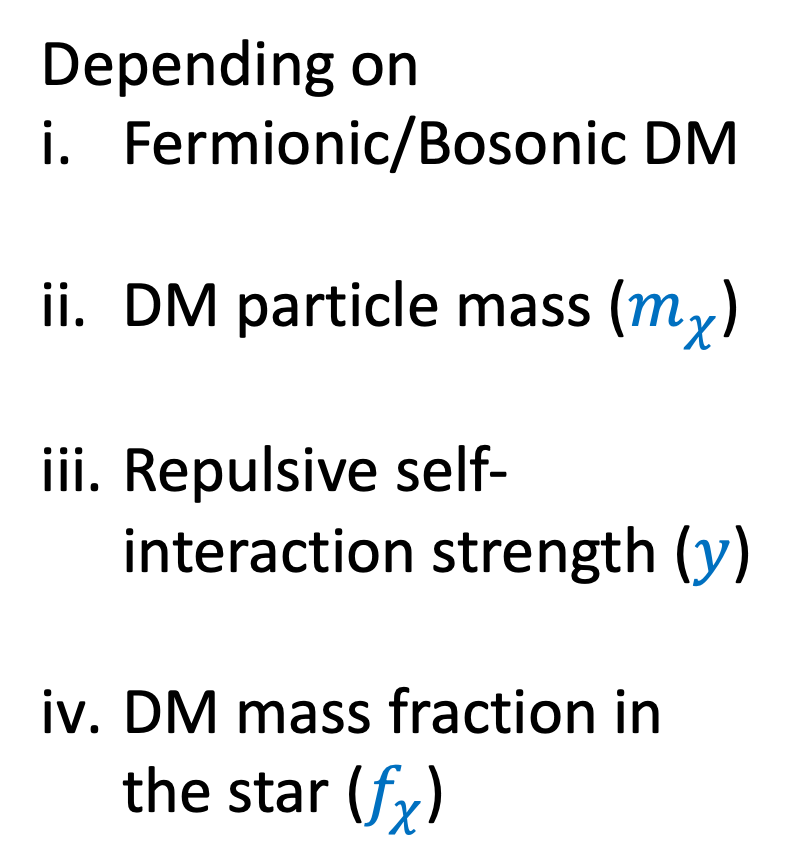 Depending on
i. Fermionic/Bosonic DM
ii. DM particle mass (𝑚𝜒)
iii. Repulsive self-
interaction strength (𝑦)
iv. DM mass fraction in
the star (𝑓𝜒)